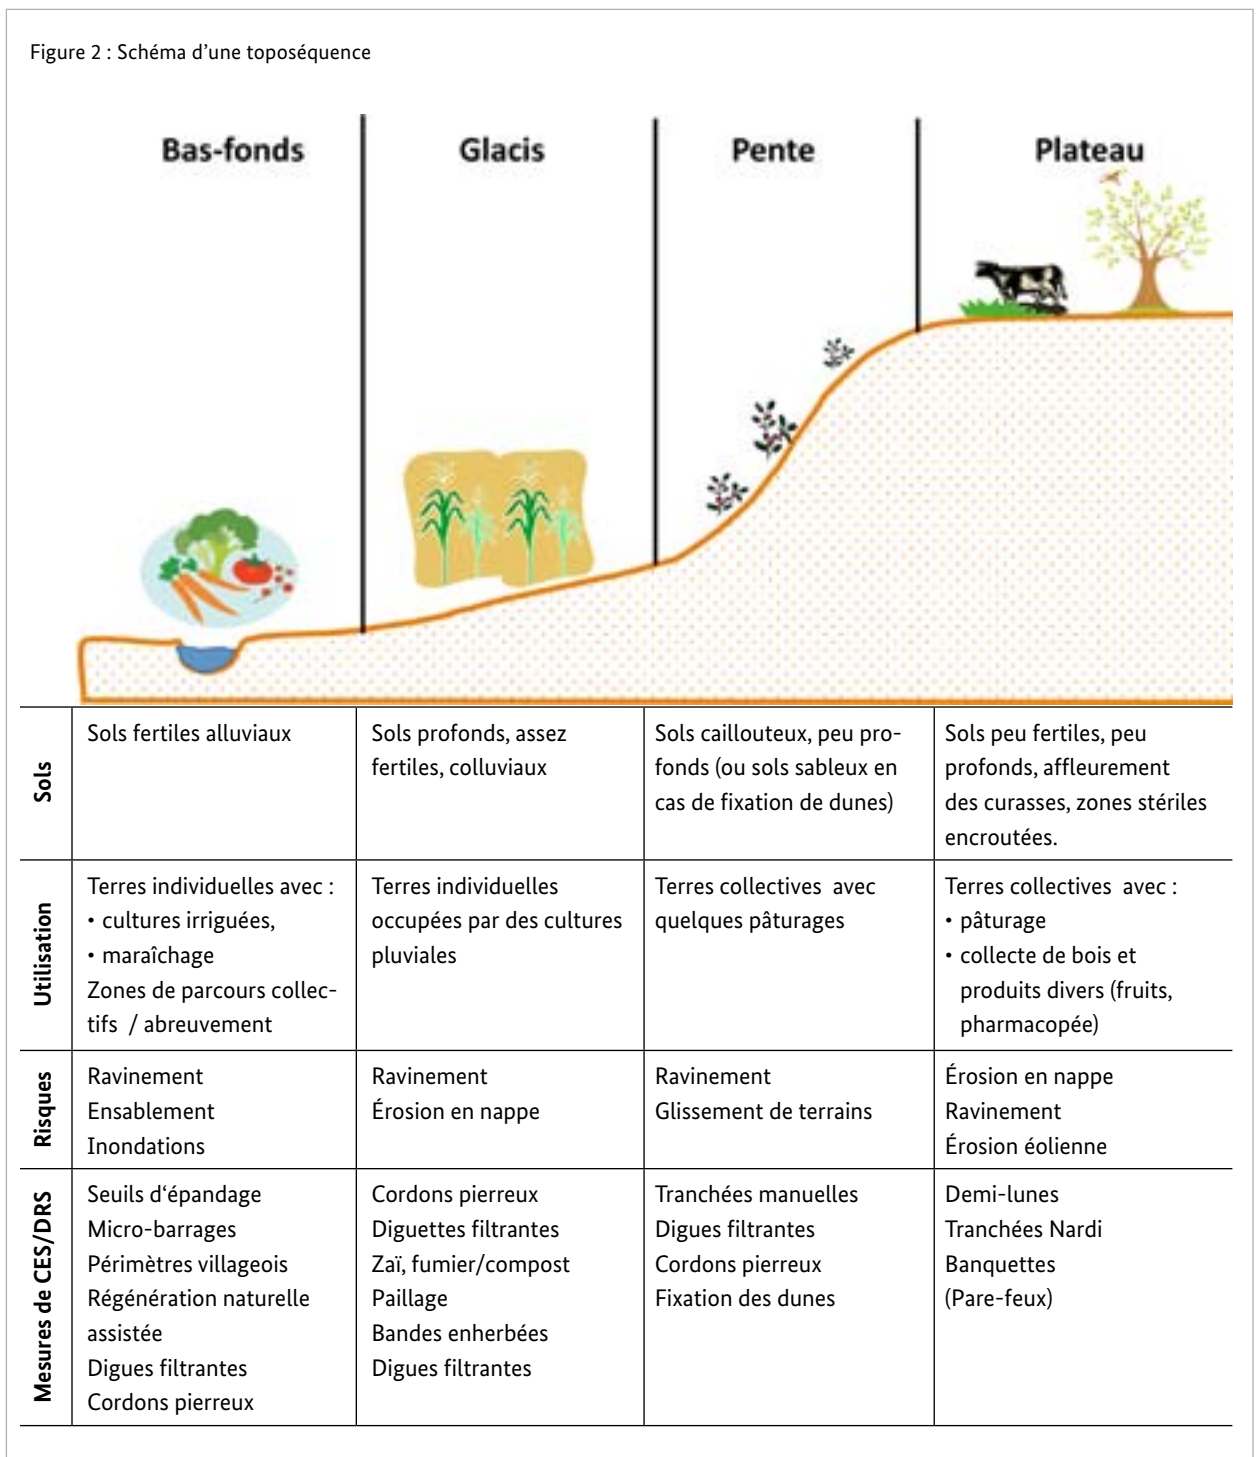 Figure 2 : Schéma d’une toposéquence
Bas-fonds
Glacis
Pente
Plateau
Sols
Sols fertiles alluviaux
Sols profonds, assez
fertiles, colluviaux
Sols caillouteux, peu pro-
fonds (ou sols sableux en
cas de fixation de dunes)
Sols peu fertiles, peu
profonds, affleurement
des curasses, zones stériles
encroutées.
Utilisation
Terres individuelles avec :
• cultures irriguées,
• maraîchage
Zones de parcours collec-
tifs / abreuvement
Terres individuelles
occupées par des cultures
pluviales
Terres collectives avec
quelques pâturages
Terres collectives avec :
• pâturage
• collecte de bois et
produits divers (fruits,
pharmacopée)
Risques
Ravinement
Ensablement
Inondations
Ravinement
Érosion en nappe
Ravinement
Glissement de terrains
Érosion en nappe
Ravinement
Érosion éolienne
Mesures de CES/DRS
Seuils d‘épandage
Micro-barrages
Périmètres villageois
Régénération naturelle
assistée
Digues filtrantes
Cordons pierreux
Cordons pierreux
Diguettes filtrantes
Zaï, fumier/compost
Paillage
Bandes enherbées
Digues filtrantes
Tranchées manuelles
Digues filtrantes
Cordons pierreux
Fixation des dunes
Demi-lunes
Tranchées Nardi
Banquettes
(Pare-feux)